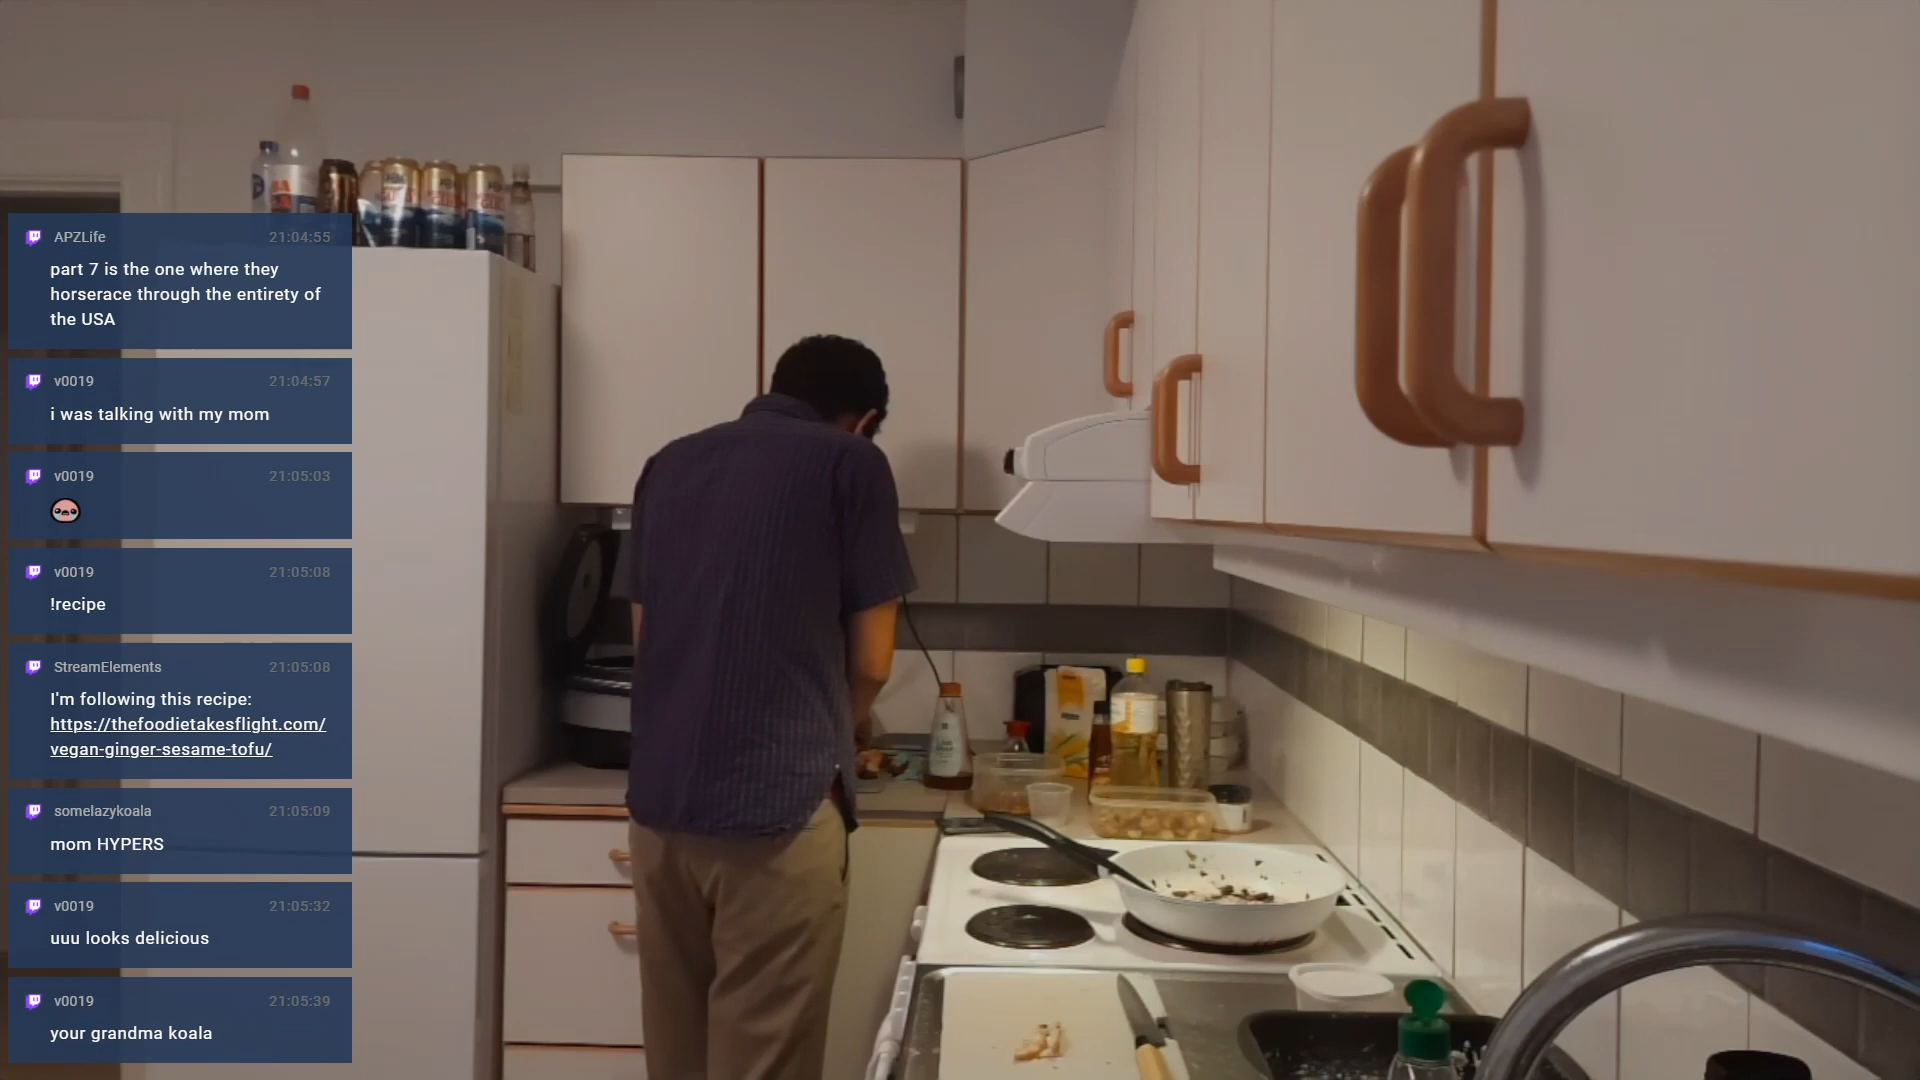 APZLife 21:04:55
part 7 is the one where they
horserace through the entirety of
the USA
v0019 21:04:57
i was talking with my mom
v0019 21:05:03
v0019 21:05:08
!recipe
StreamElements 21:05:08
I'm following this recipe:
https://thefoodietakesflight.com/
vegan-ginger-sesame-tofu/
somelazykoala 21:05:09
mom HYPERS
v0019 21:05:32
uuu looks delicious
v0019 21:05:39
your grandma koala